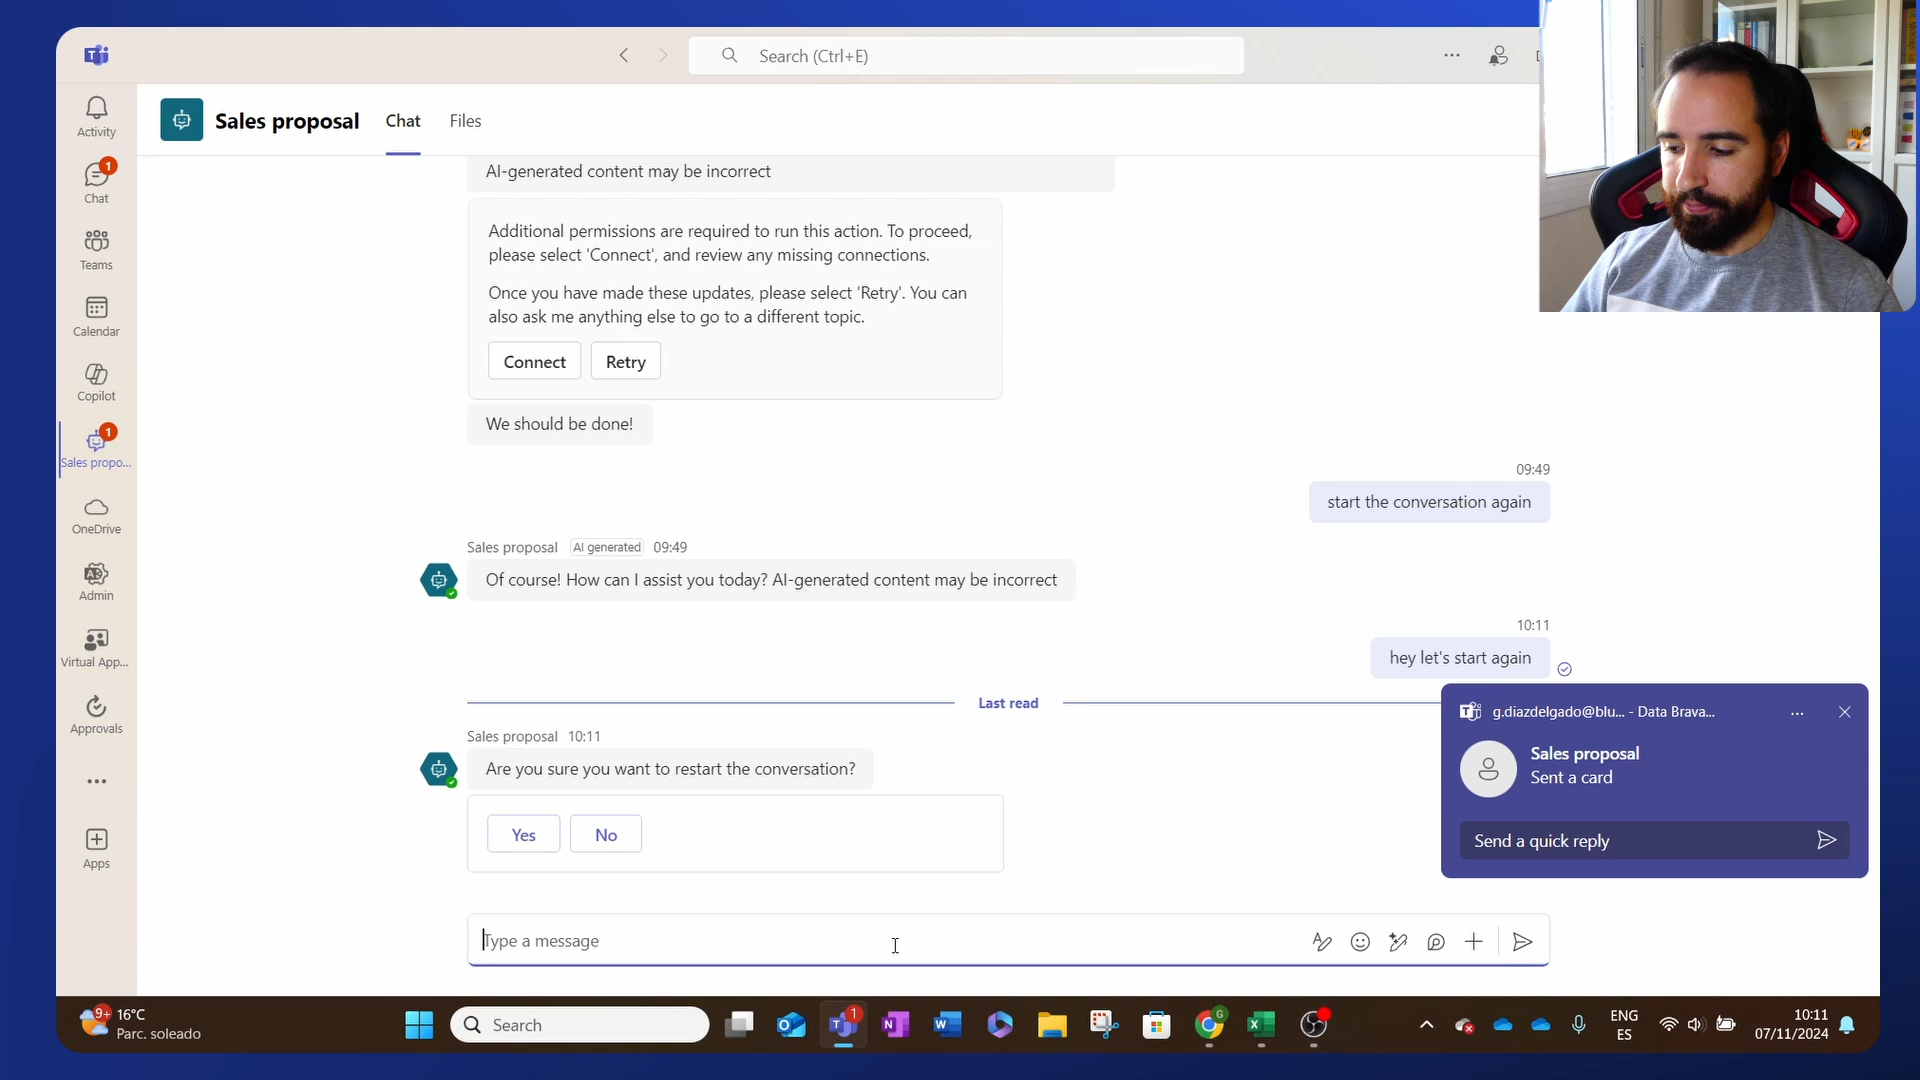 Search (Ctrl+E)
Activity
1
Chat
Teams
Calendar
Copilot
1
Sales propo...
OneDrive
Admin
Virtual App...
Approvals
Apps
Sales proposal
Chat
Files
AI-generated content may be incorrect
Additional permissions are required to run this action. To proceed,
please select 'Connect', and review any missing connections.
Once you have made these updates, please select 'Retry'. You can
also ask me anything else to go to a different topic.
Connect
Retry
We should be done!
09:49
start the conversation again
Sales proposal AI generated 09:49
Of course! How can I assist you today? AI-generated content may be incorrect
10:11
hey let's start again
Last read
Sales proposal 10:11
Are you sure you want to restart the conversation?
Yes
No
g.diazdelgado@blu... - Data Brava...
Sales proposal
Sent a card
Send a quick reply
Type a message
9+
16°C
Parc. soleado
Search
1
ENG
ES
10:11
07/11/2024